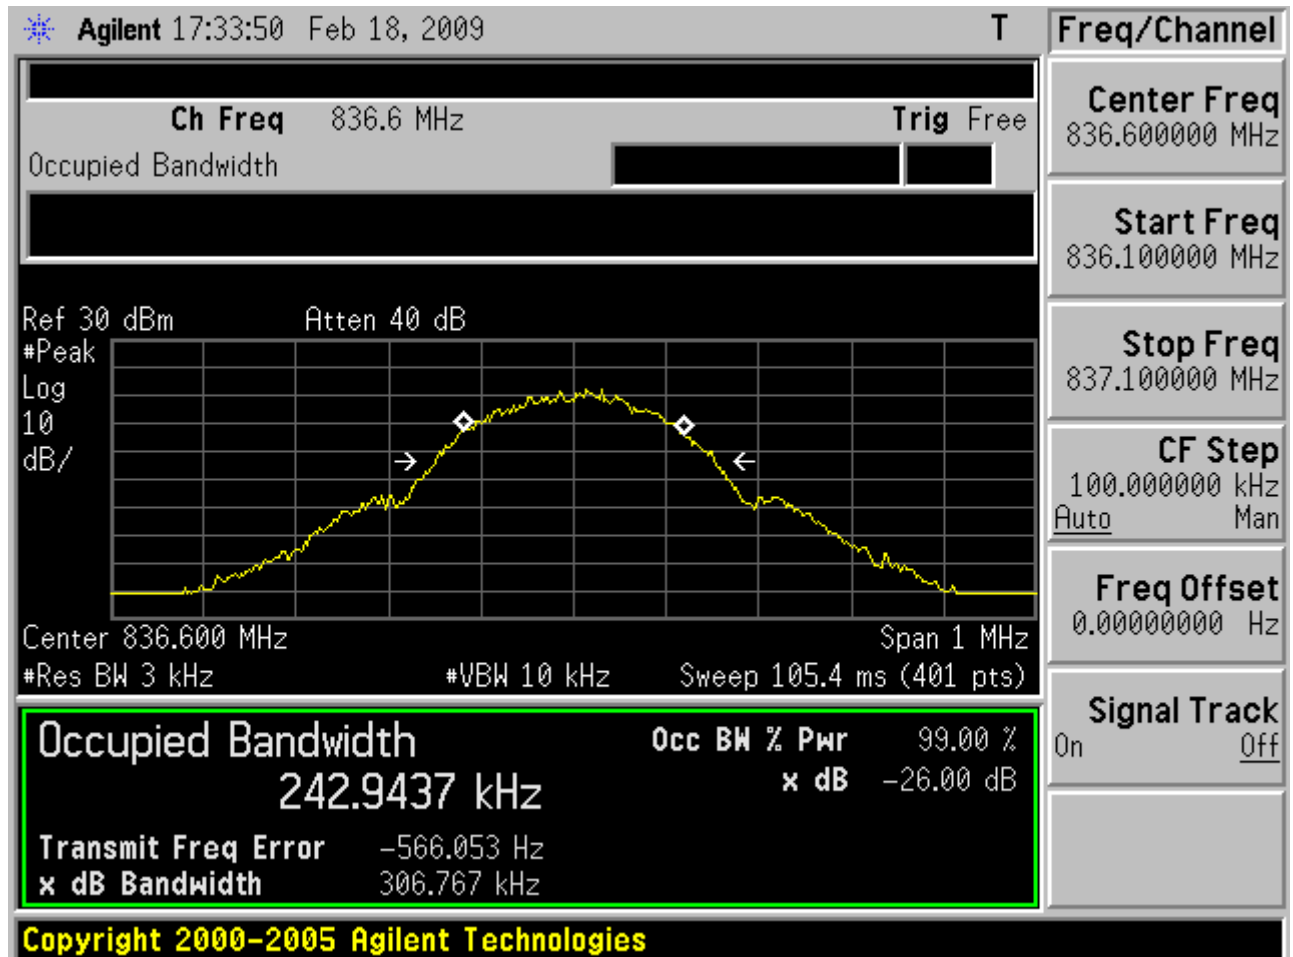 Agilent 17:33:50 Feb 18, 2009 T
Freq/Channel
Ch Freq 836.6 MHz Trig Free
Occupied Bandwidth
Center Freq
836.600000 MHz
Start Freq
836.100000 MHz
Stop Freq
837.100000 MHz
CF Step
100.000000 kHz
Auto Man
Freq Offset
0.00000000 Hz
Signal Track
On Off
Ref 30 dBm Atten 40 dB
#Peak
Log
10
dB/
Center 836.600 MHz Span 1 MHz
#Res BW 3 kHz #VBW 10 kHz Sweep 105.4 ms (401 pts)
Occupied Bandwidth Occ BW % Pwr 99.00 %
242.9437 kHz x dB -26.00 dB
Transmit Freq Error -566.053 Hz
x dB Bandwidth 306.767 kHz
Copyright 2000-2005 Agilent Technologies